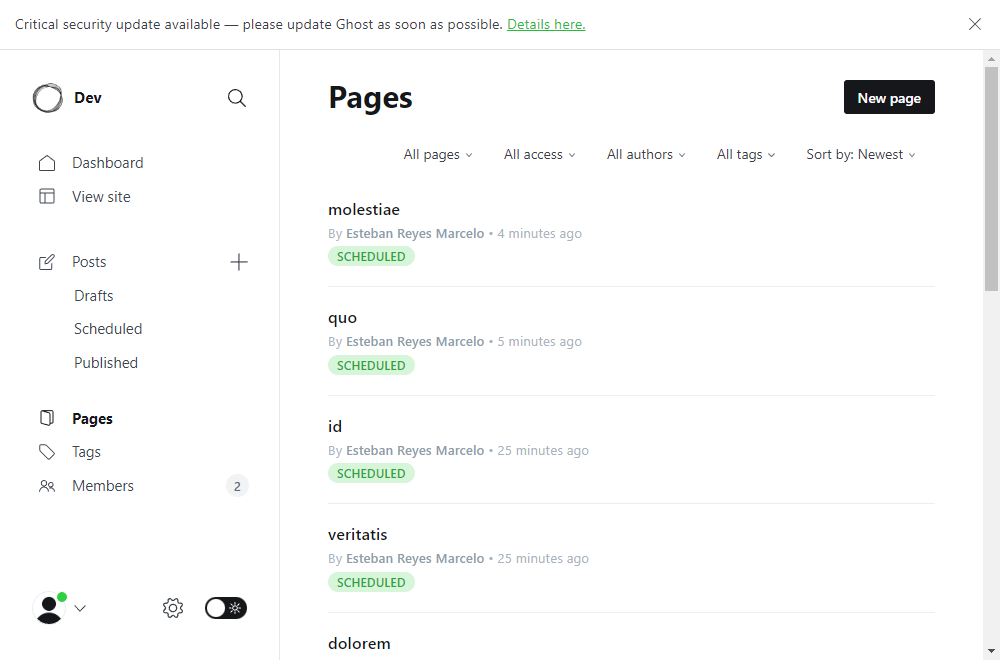 Critical security update available — please update Ghost as soon as possible. Details here.
Dev
Dashboard
View site
Posts
Drafts
Scheduled
Published
Pages
Tags
Members 2
Pages
New page
All pages All access All authors All tags Sort by: Newest
molestiae
By Esteban Reyes Marcelo • 4 minutes ago
SCHEDULED
quo
By Esteban Reyes Marcelo • 5 minutes ago
SCHEDULED
id
By Esteban Reyes Marcelo • 25 minutes ago
SCHEDULED
veritatis
By Esteban Reyes Marcelo • 25 minutes ago
SCHEDULED
dolorem